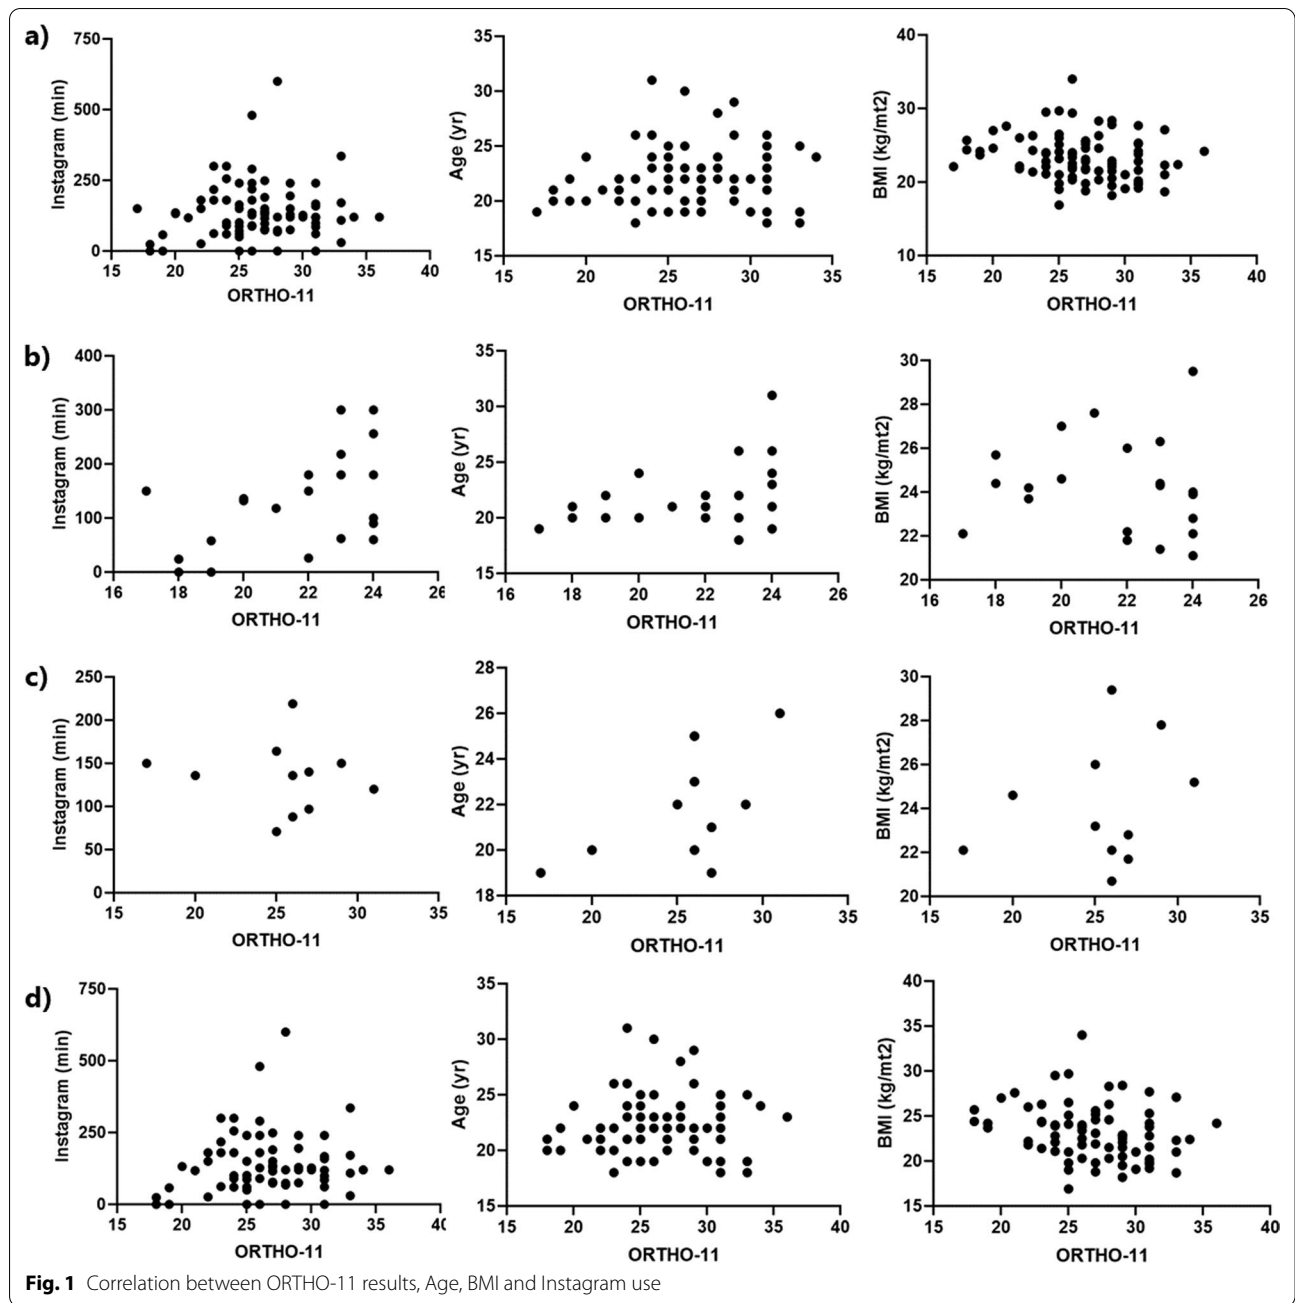 a)
750
500
250
0
15 20 25 30 35 40
Instagram (min)
ORTHO-11
35
30
25
20
15
15 20 25 30 35
Age (yr)
ORTHO-11
40
30
20
10
15 20 25 30 35 40
BMI (kg/mt2)
ORTHO-11
b)
400
300
200
100
0
16 18 20 22 24 26
Instagram (min)
ORTHO-11
35
30
25
20
15
16 18 20 22 24 26
Age (yr)
ORTHO-11
30
28
26
24
22
20
16 18 20 22 24 26
BMI (kg/mt2)
ORTHO-11
c)
250
200
150
100
50
0
15 20 25 30 35
Instagram (min)
ORTHO-11
28
26
24
22
20
18
15 20 25 30 35
Age (yr)
ORTHO-11
30
28
26
24
22
20
15 20 25 30 35
BMI (kg/mt2)
ORTHO-11
d)
750
500
250
0
15 20 25 30 35 40
Instagram (min)
ORTHO-11
35
30
25
20
15
15 20 25 30 35 40
Age (yr)
ORTHO-11
40
35
30
25
20
15
15 20 25 30 35 40
BMI (kg/mt2)
ORTHO-11
Fig. 1 Correlation between ORTHO-11 results, Age, BMI and Instagram use